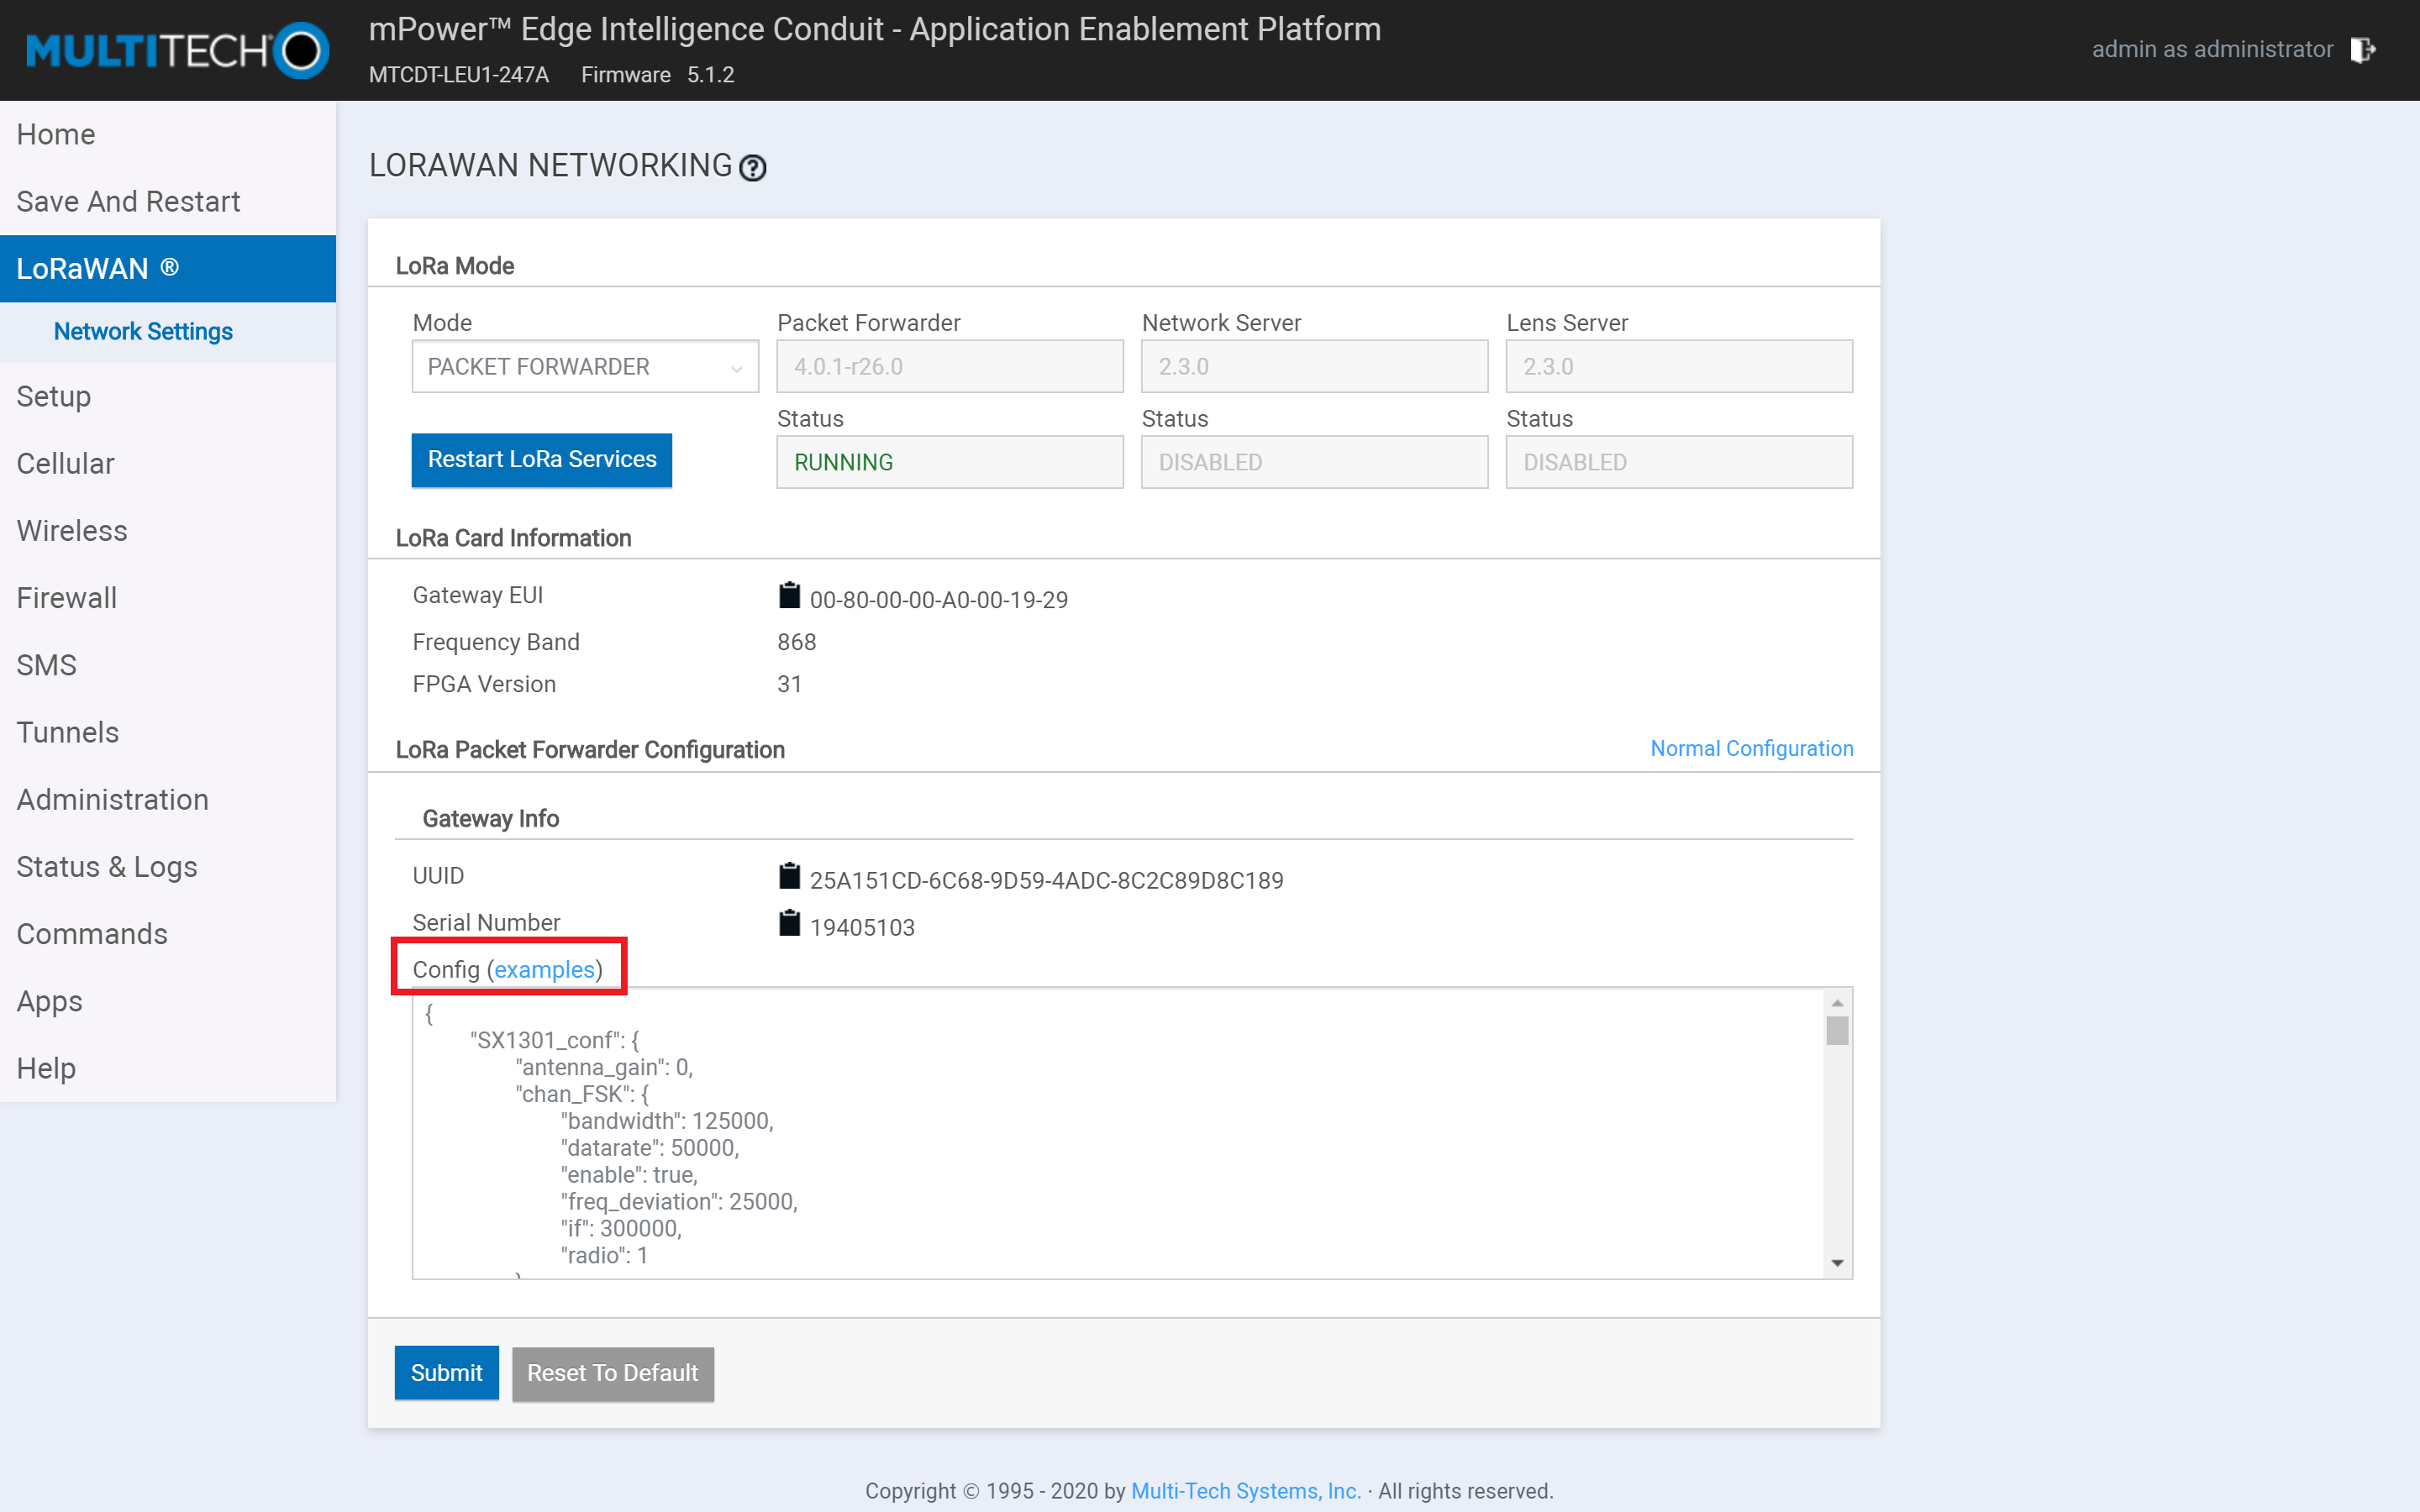 MULTITECH
mPower™ Edge Intelligence Conduit - Application Enablement Platform
MTCDT-LEU1-247A Firmware 5.1.2
admin as administrator
Home
Save And Restart
LoRaWAN ®
Network Settings
Setup
Cellular
Wireless
Firewall
SMS
Tunnels
Administration
Status & Logs
Commands
Apps
Help
LORAWAN NETWORKING ?
LoRa Mode
Mode Packet Forwarder Network Server Lens Server
PACKET FORWARDER 4.0.1-r26.0 2.3.0 2.3.0
Status Status Status
Restart LoRa Services RUNNING DISABLED DISABLED
LoRa Card Information
Gateway EUI 00-80-00-00-A0-00-19-29
Frequency Band 868
FPGA Version 31
LoRa Packet Forwarder Configuration Normal Configuration
Gateway Info
UUID 25A151CD-6C68-9D59-4ADC-8C2C89D8C189
Serial Number 19405103
Config (examples)
{
"SX1301_conf": {
"antenna_gain": 0,
"chan_FSK": {
"bandwidth": 125000,
"datarate": 50000,
"enable": true,
"freq_deviation": 25000,
"if": 300000,
"radio": 1
Submit Reset To Default
Copyright © 1995 - 2020 by Multi-Tech Systems, Inc. · All rights reserved.